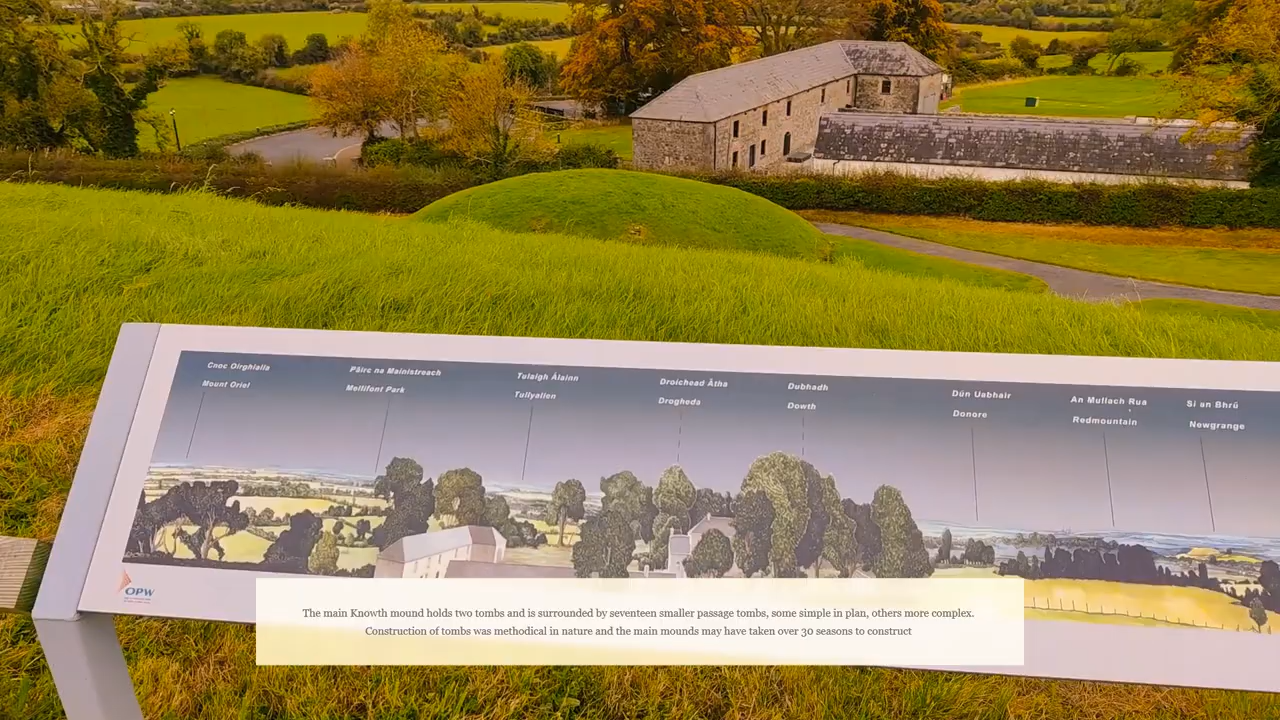 Cnoc Oirghialla
Mount Oriel
Páirc na Mainistreach
Mellifont Park
Tulaigh Álainn
Tullyallen
Droichead Átha
Drogheda
Dubhadh
Dowth
Dún Uabhair
Donore
An Mullach Rua
Redmountain
Sí an Bhrú
Newgrange
OPW
The main Knowth mound holds two tombs and is surrounded by seventeen smaller passage tombs, some simple in plan, others more complex.
Construction of tombs was methodical in nature and the main mounds may have taken over 30 seasons to construct